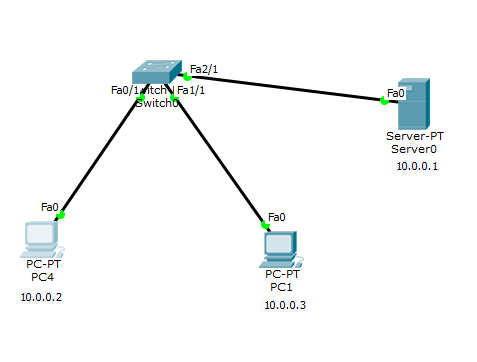 Fa2/1
Fa0/1
Fa1/1
Switch0
Fa0
Server-PT
Server0
10.0.0.1
Fa0
PC-PT
PC4
10.0.0.2
Fa0
PC-PT
PC1
10.0.0.3